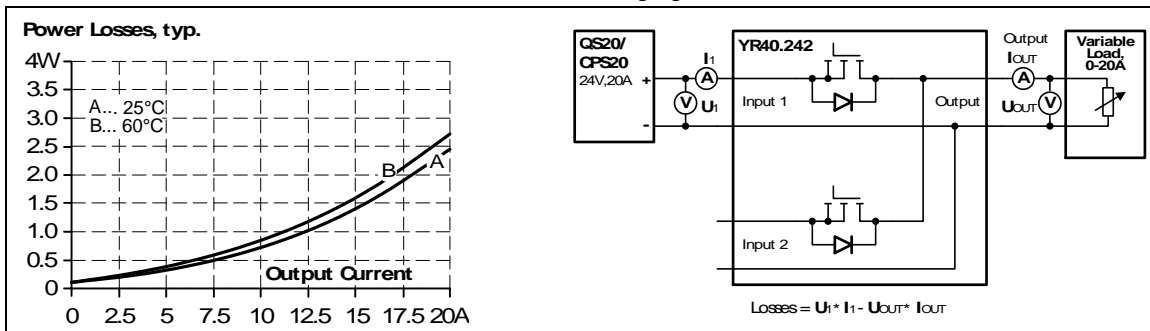 Power Losses, typ.
4W
3.5
3.0
2.5
2.0
1.5
1.0
0.5
0
A... 25°C
B... 60°C
B
A
Output Current
0 2.5 5 7.5 10 12.5 15 17.5 20A
QS20/
CPS20
24V,20A
+
-
I1
A
V
U1
YR40.242
Input 1
Output
Input 2
Output
IOUT
A
UOUT
V
Variable
Load,
0-20A
Losses = U1* I1 - UOUT* IOUT